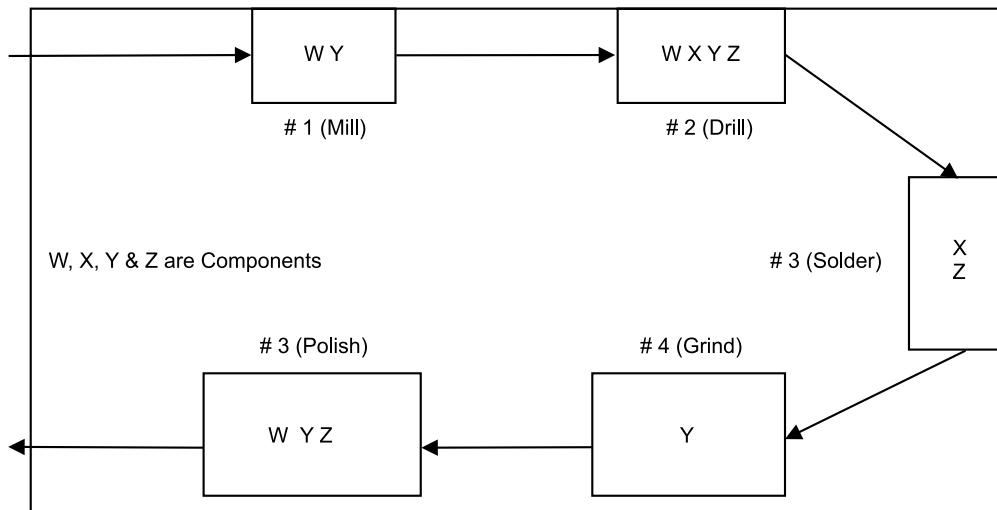 W Y
W X Y Z
# 1 (Mill)
# 2 (Drill)
W, X, Y & Z are Components
# 3 (Solder)
X
Z
# 3 (Polish)
# 4 (Grind)
W Y Z
Y